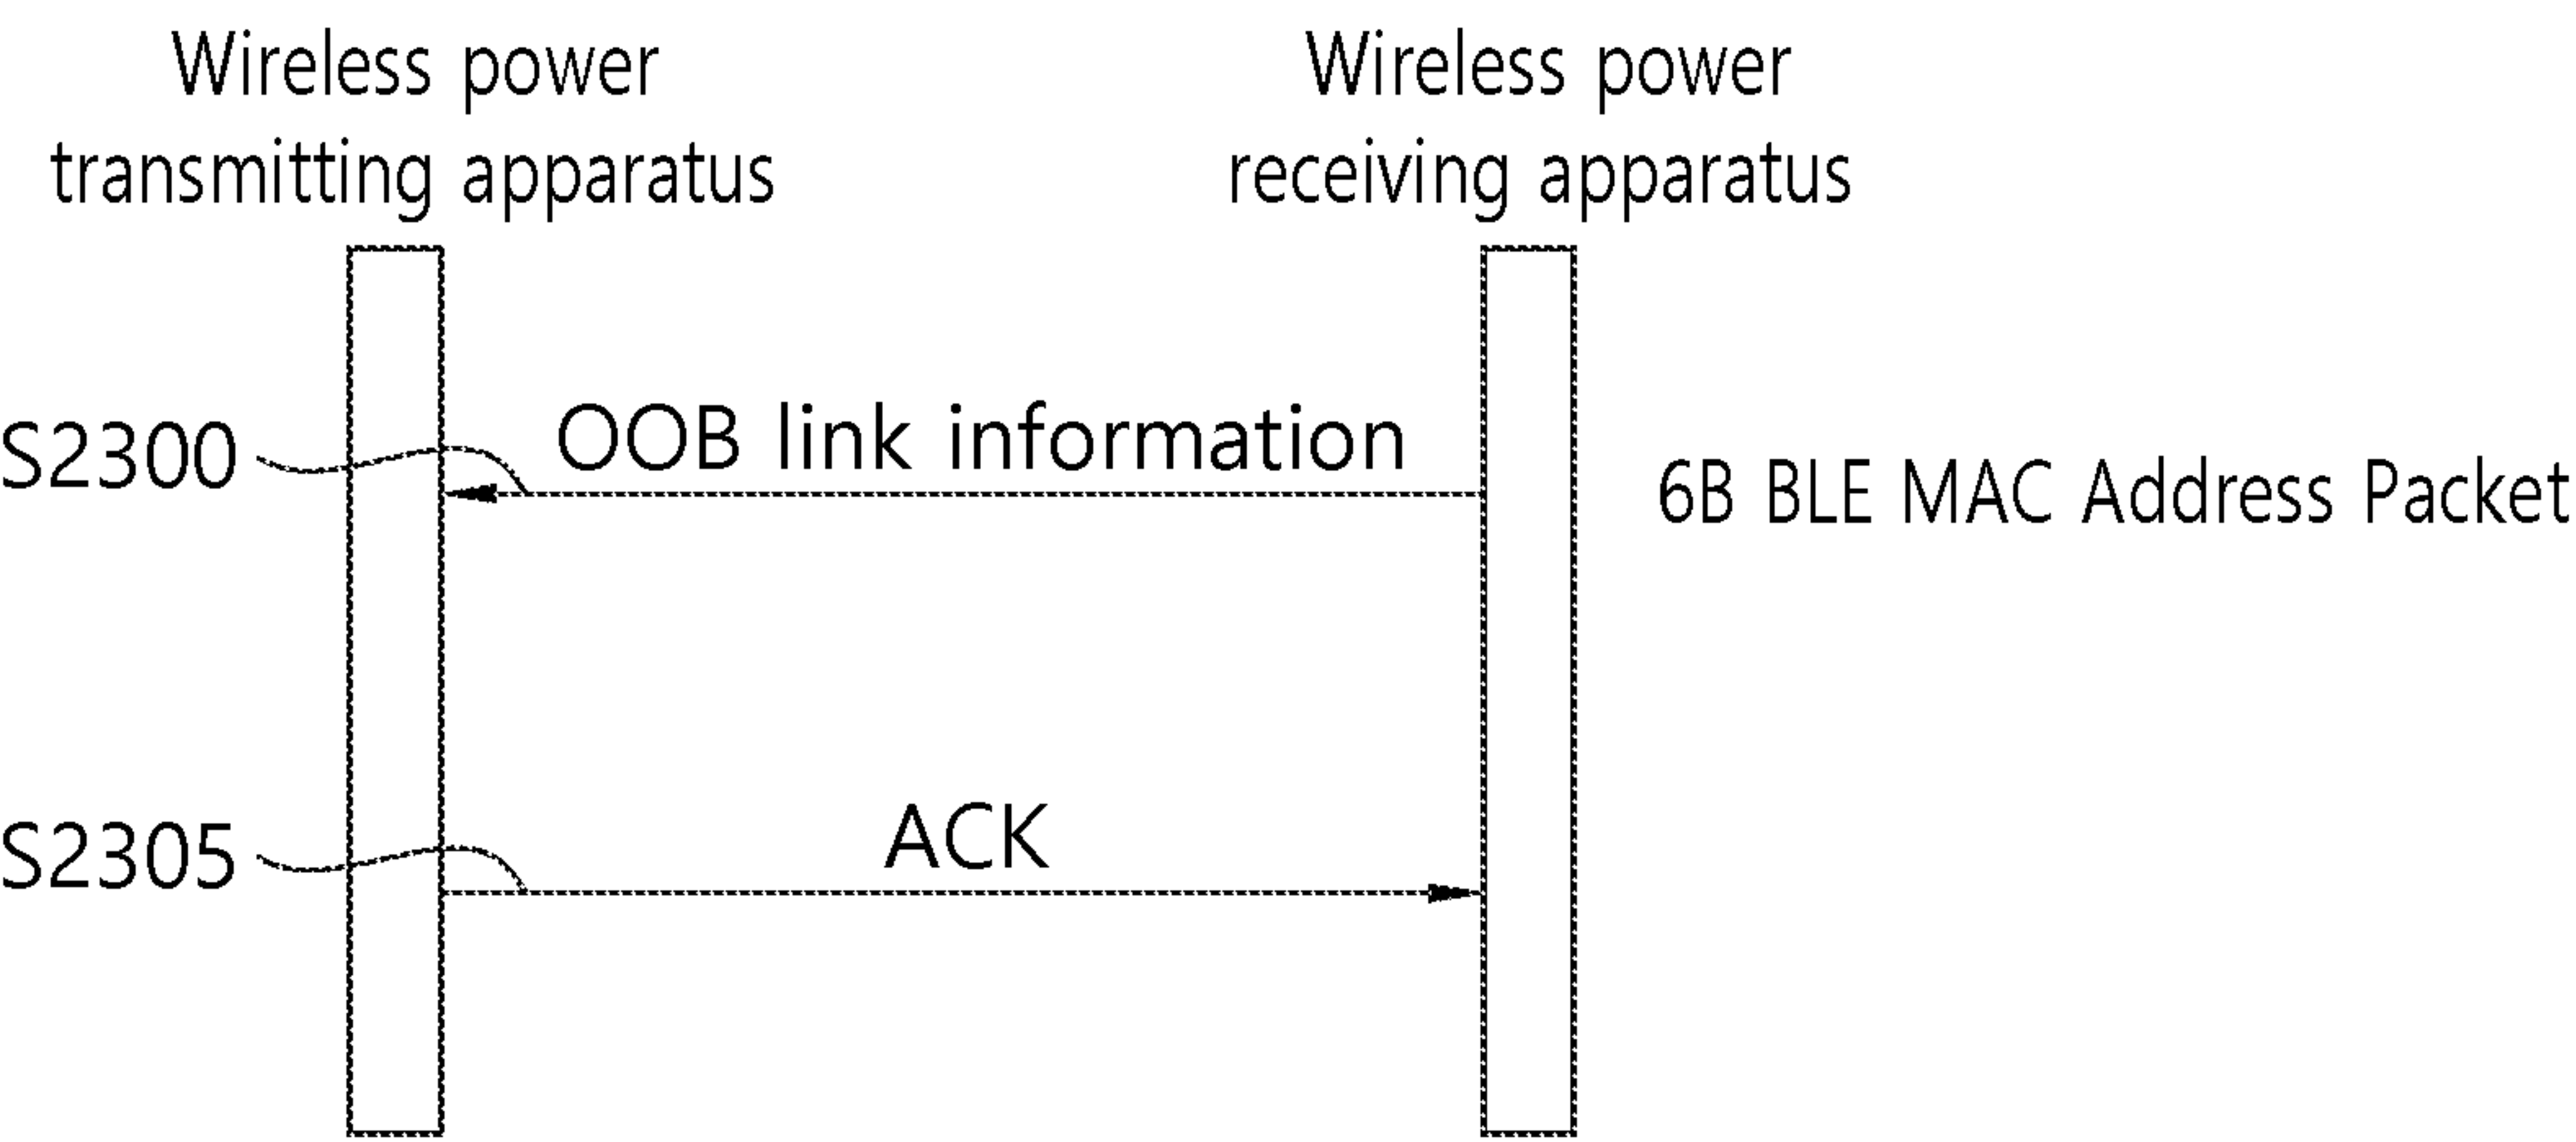 Wireless power
transmitting apparatus
Wireless power
receiving apparatus
S2300
OOB link information
6B BLE MAC Address Packet
S2305
ACK